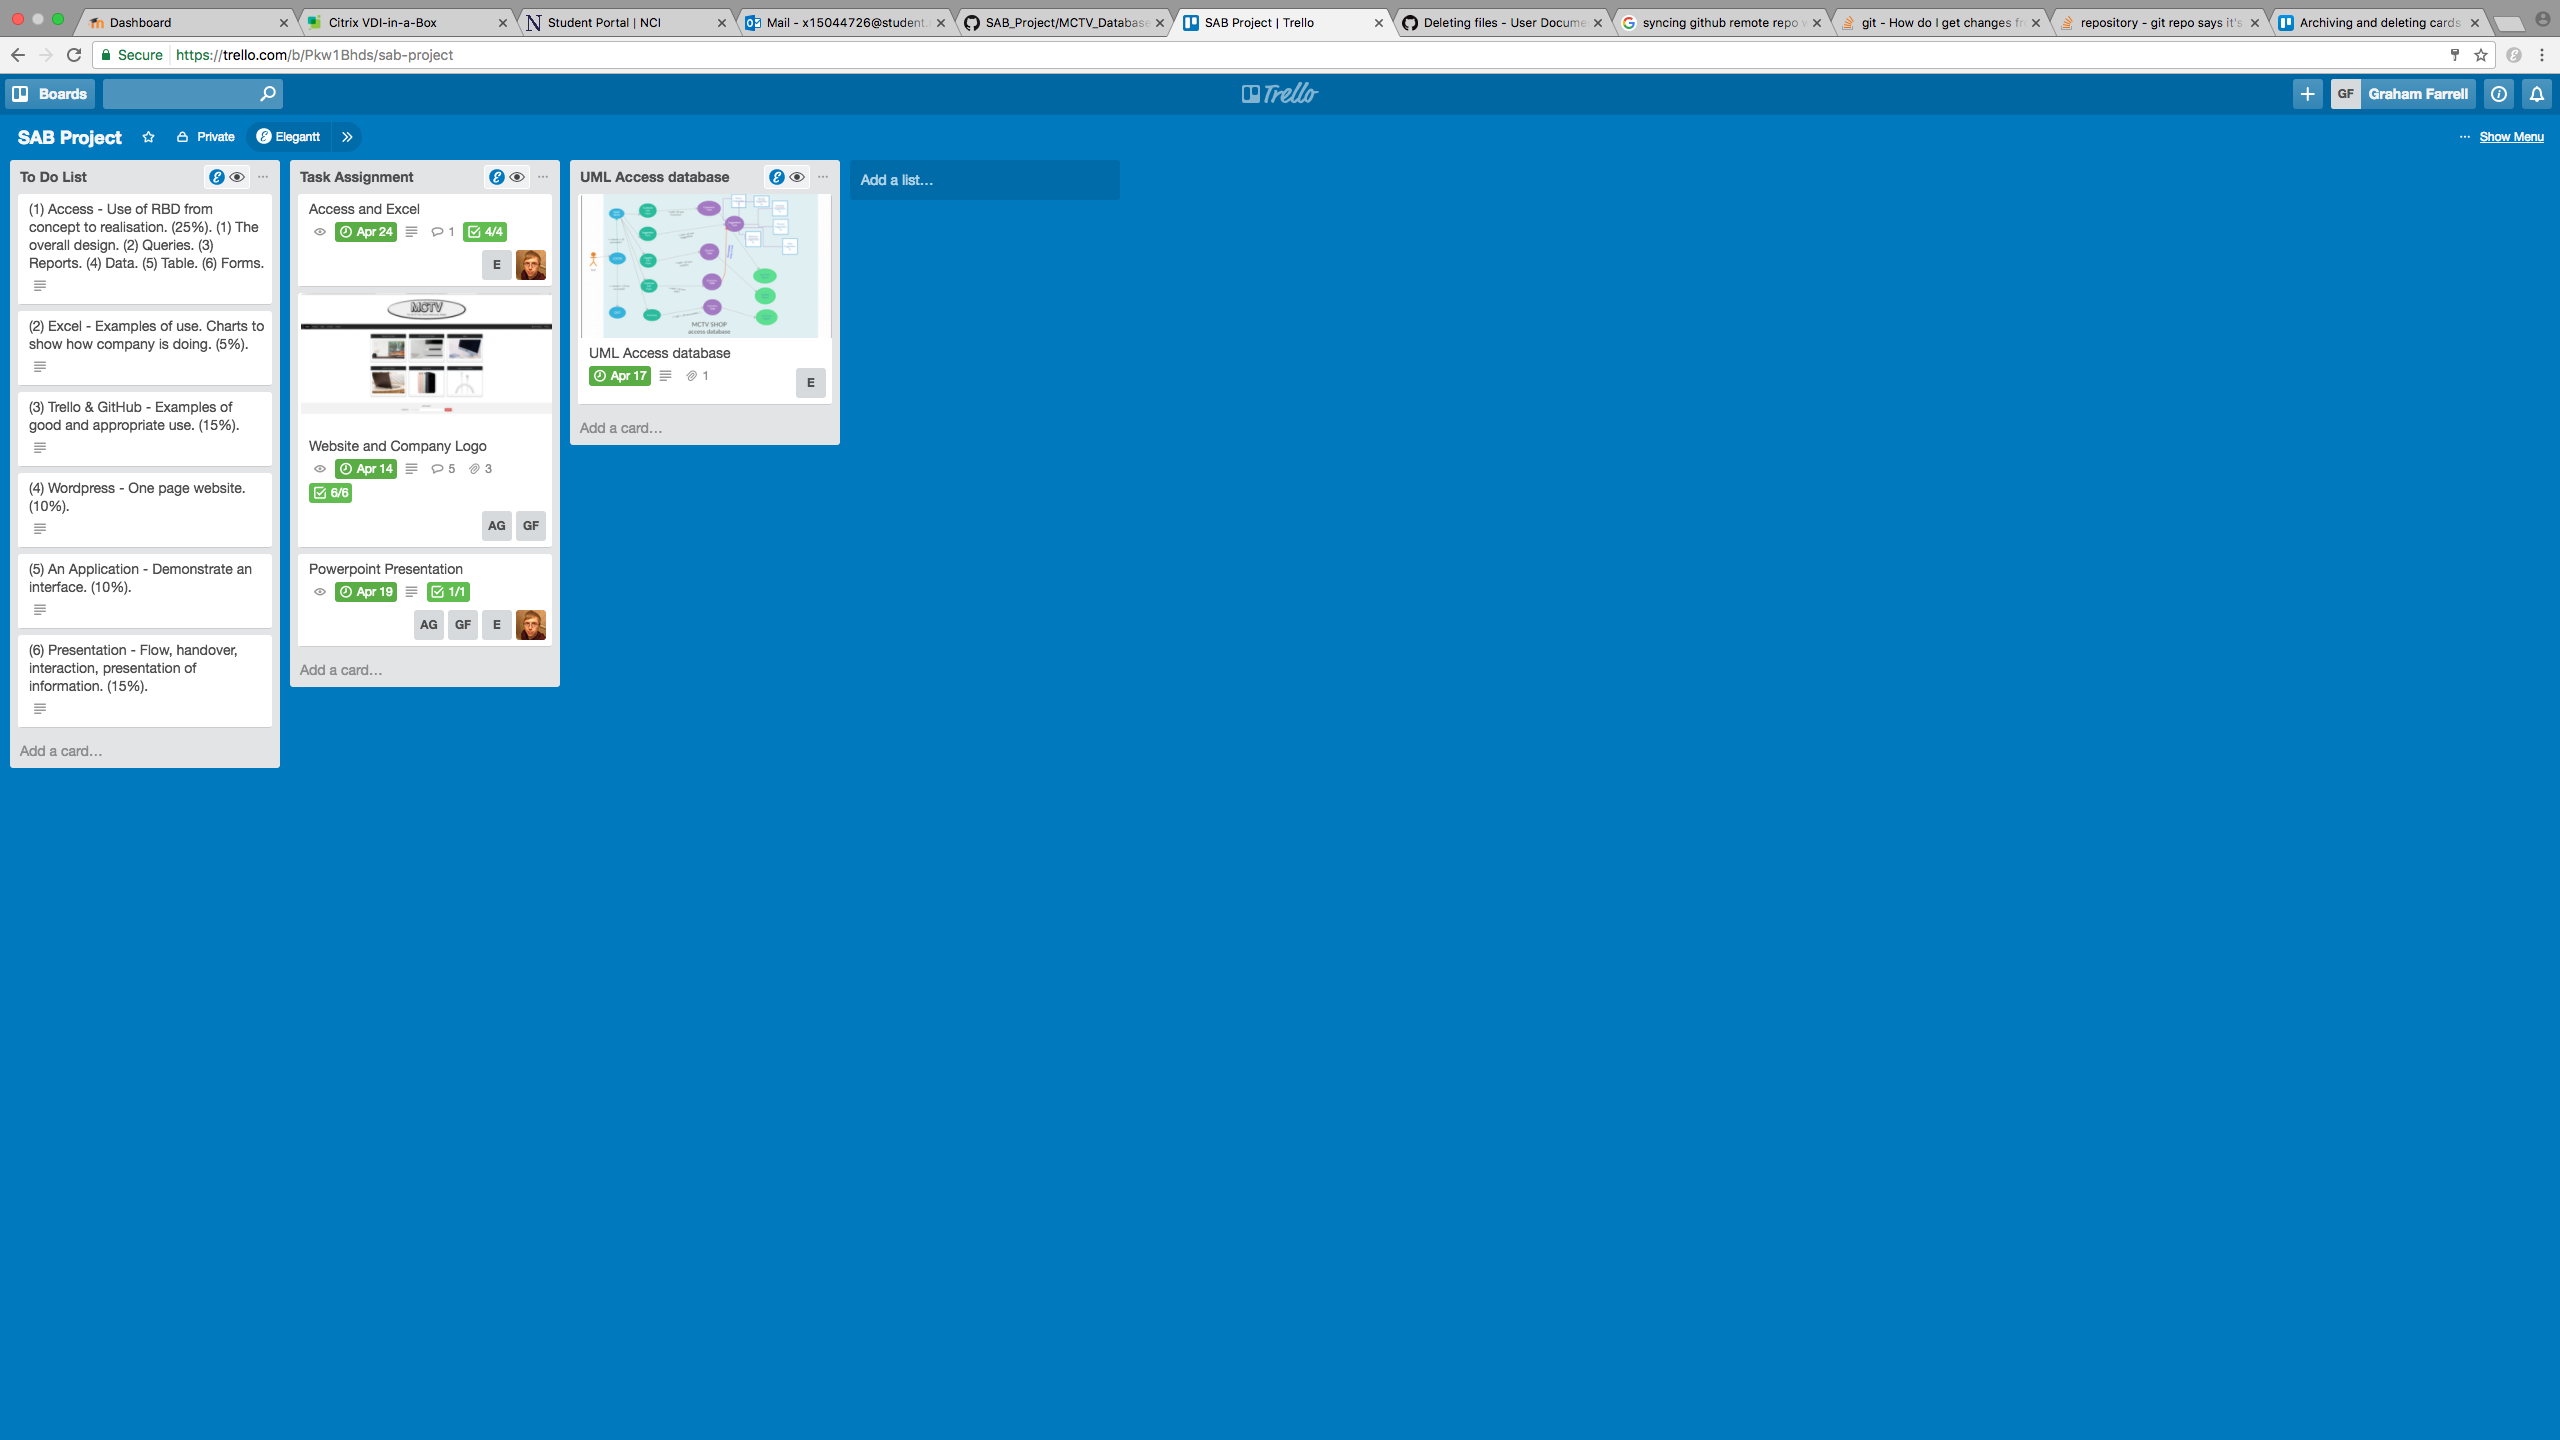 Dashboard
Citrix VDI-in-a-Box
Student Portal | NCI
Mail - x15044726@student.
SAB_Project/MCTV_Database
SAB Project | Trello
Deleting files - User Docume
syncing github remote repo w
git - How do I get changes fr
repository - git repo says it's
Archiving and deleting cards
Secure
https://trello.com/b/Pkw1Bhds/sab-project
Boards
Trello
GF Graham Farrell
SAB Project
Private
Elegantt
Show Menu
To Do List
(1) Access - Use of RBD from
concept to realisation. (25%). (1) The
overall design. (2) Queries. (3)
Reports. (4) Data. (5) Table. (6) Forms.
(2) Excel - Examples of use. Charts to
show how company is doing. (5%).
(3) Trello & GitHub - Examples of
good and appropriate use. (15%).
(4) Wordpress - One page website.
(10%).
(5) An Application - Demonstrate an
interface. (10%).
(6) Presentation - Flow, handover,
interaction, presentation of
information. (15%).
Add a card…
Task Assignment
Access and Excel
Apr 24 1 4/4
E
MCTV
Website and Company Logo
Apr 14 5 3
6/6
AG GF
Powerpoint Presentation
Apr 19 1/1
AG GF E
Add a card…
UML Access database
MCTV SHOP
access database
UML Access database
Apr 17 1
E
Add a card…
Add a list…